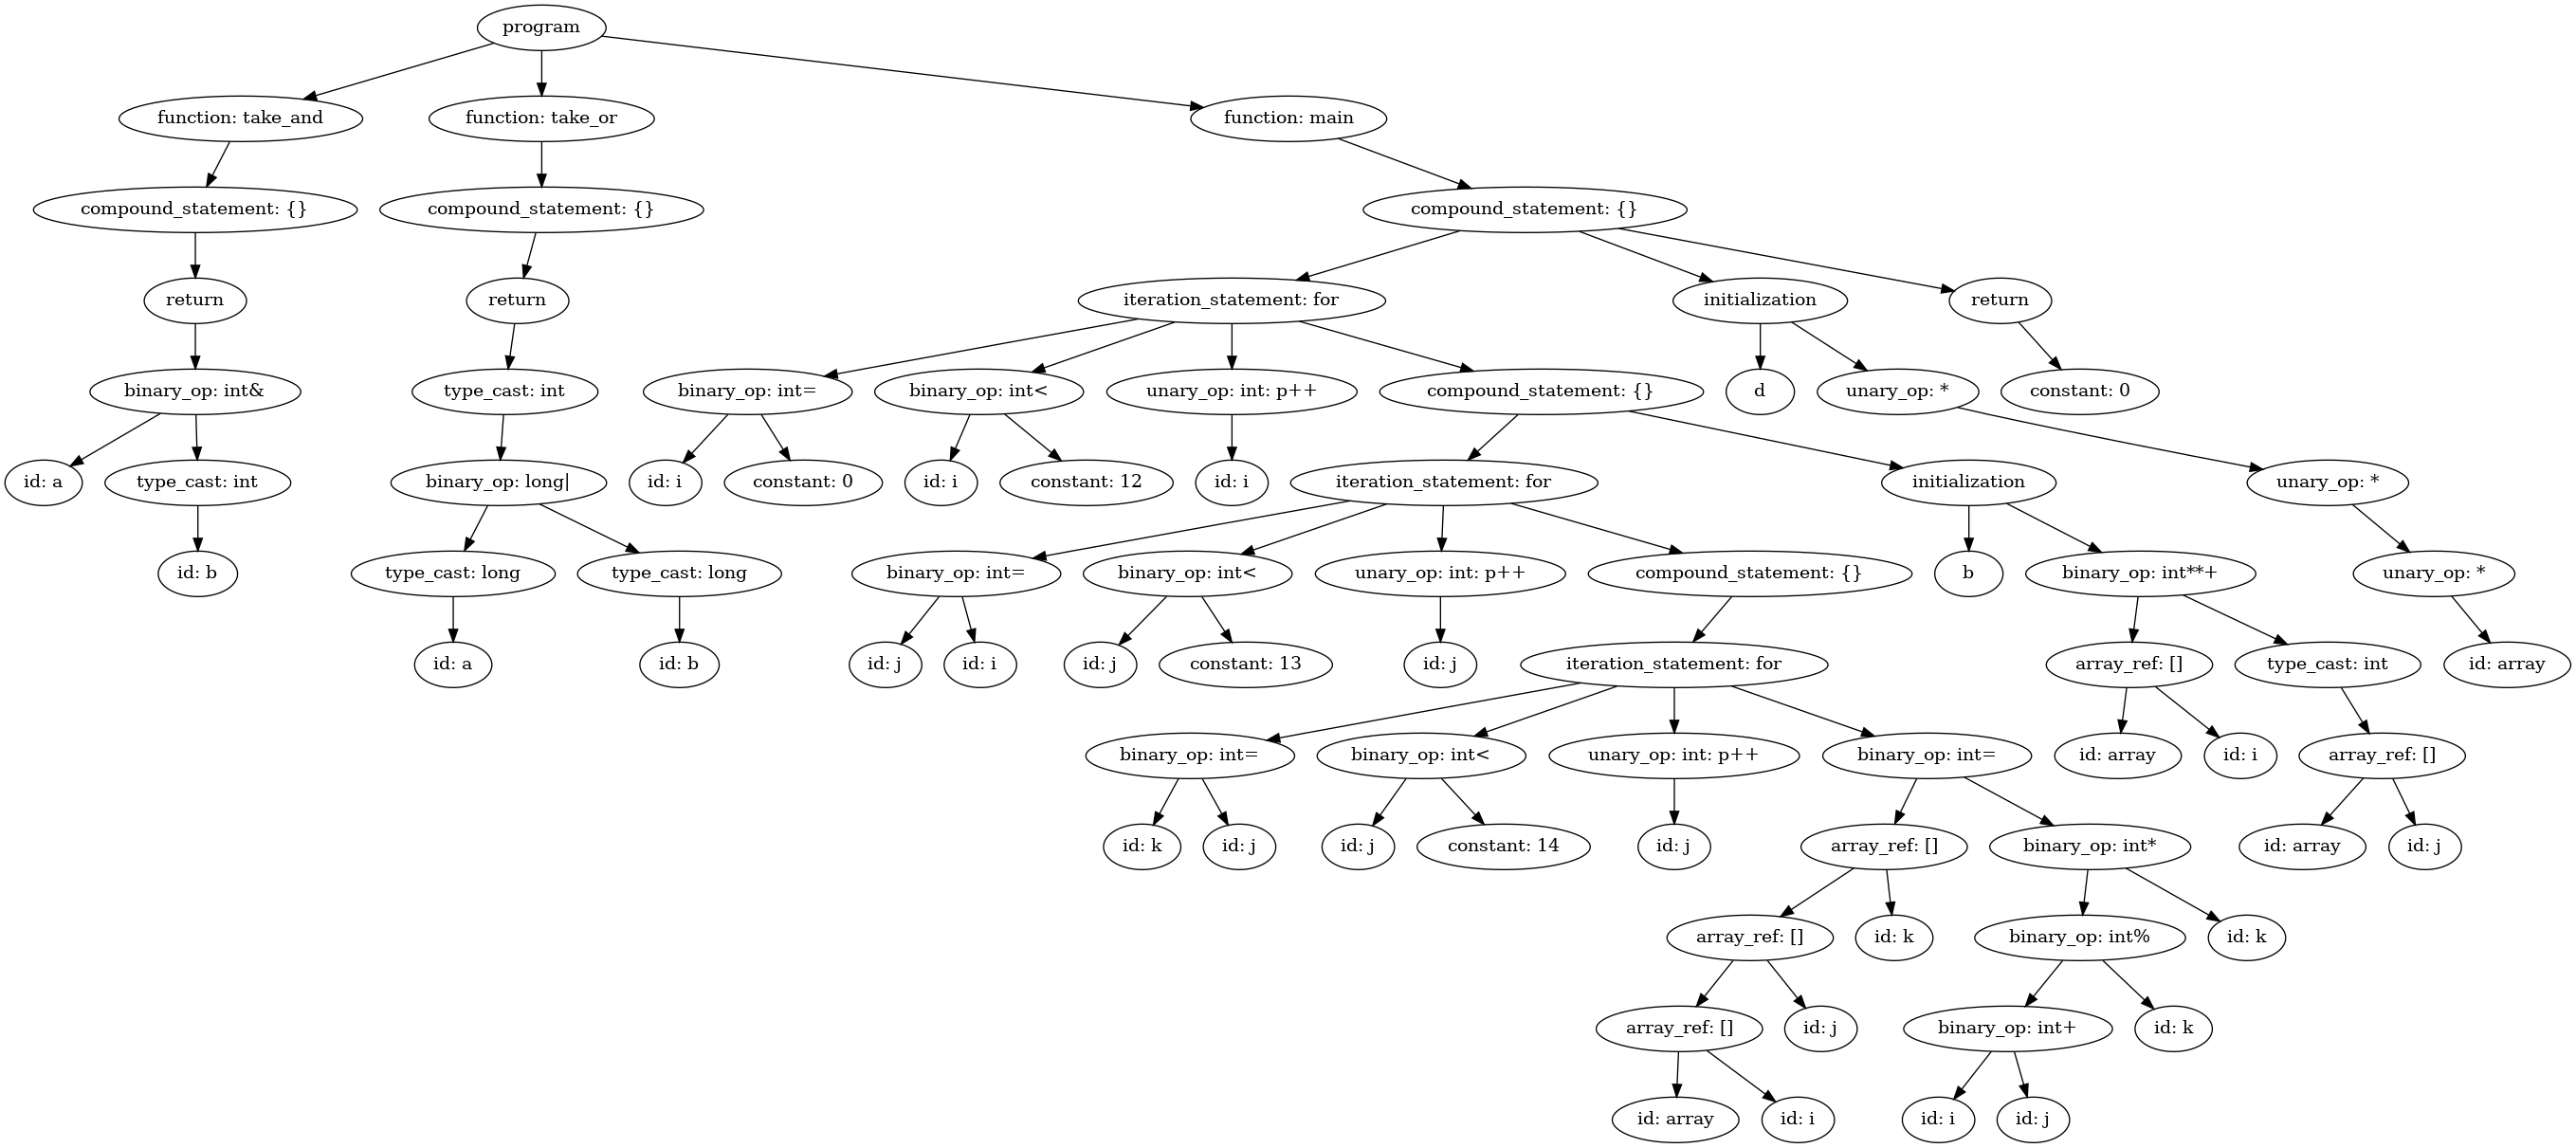 program
function: take_and
function: take_or
function: main
compound_statement: {}
compound_statement: {}
compound_statement: {}
return
return
iteration_statement: for
initialization
return
binary_op: int&
type_cast: int
binary_op: int=
binary_op: int<
unary_op: int: p++
compound_statement: {}
d
unary_op: *
constant: 0
id: a
type_cast: int
binary_op: long|
id: i
constant: 0
id: i
constant: 12
id: i
iteration_statement: for
initialization
unary_op: *
id: b
type_cast: long
type_cast: long
binary_op: int=
binary_op: int<
unary_op: int: p++
compound_statement: {}
b
binary_op: int**+
unary_op: *
id: a
id: b
id: j
id: i
id: j
constant: 13
id: j
iteration_statement: for
array_ref: []
type_cast: int
id: array
binary_op: int=
binary_op: int<
unary_op: int: p++
binary_op: int=
id: array
id: i
array_ref: []
id: k
id: j
id: j
constant: 14
id: j
array_ref: []
binary_op: int*
id: array
id: j
array_ref: []
id: k
binary_op: int%
id: k
array_ref: []
id: j
binary_op: int+
id: k
id: array
id: i
id: i
id: j